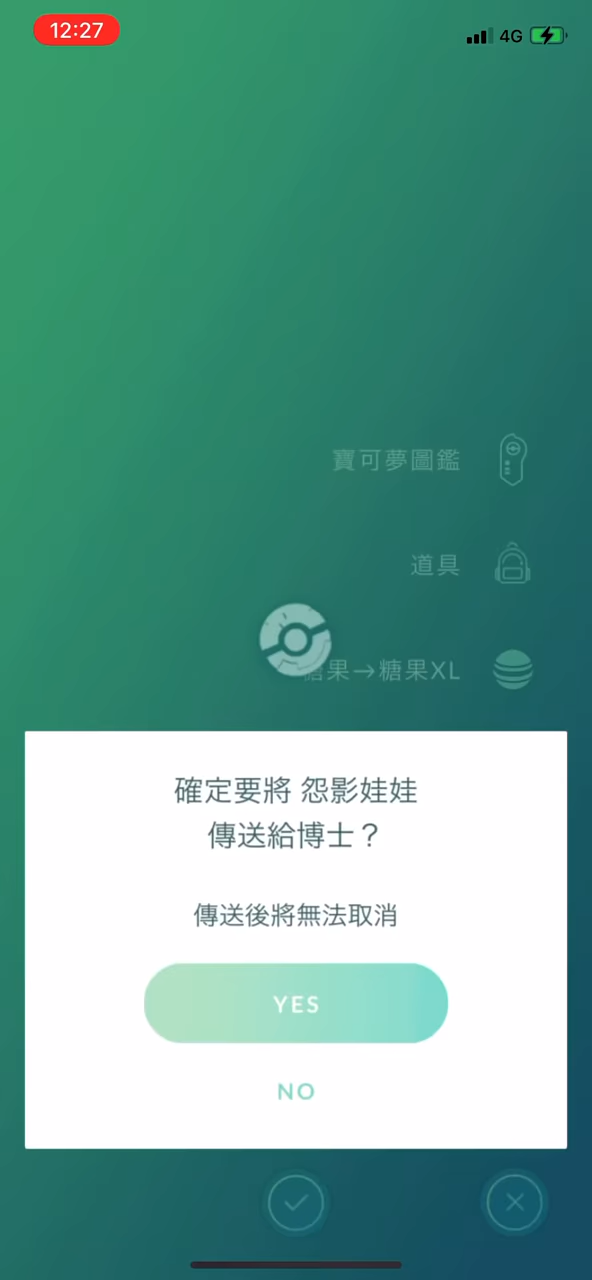 12:27
4G
寶可夢圖鑑
道具
糖果→糖果XL
確定要將 怨影娃娃
傳送給博士？
傳送後將無法取消
YES
NO